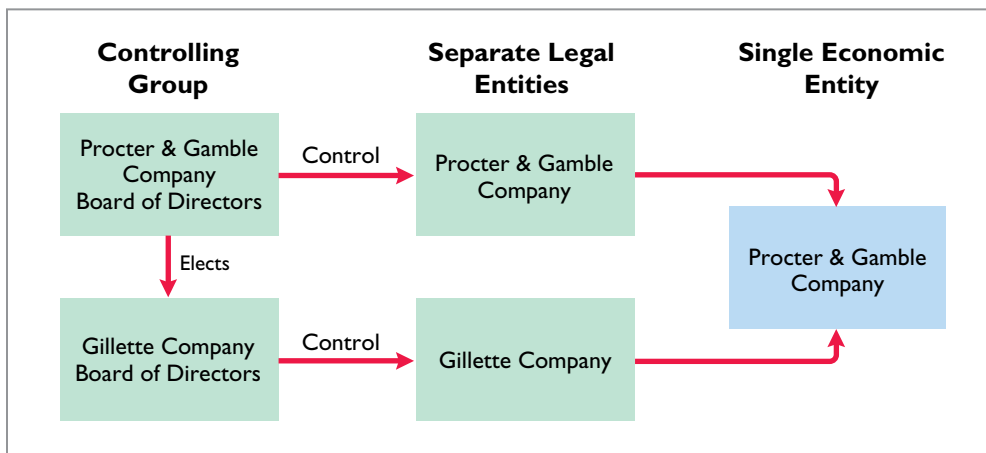 Controlling
Group
Separate Legal
Entities
Single Economic
Entity
Procter & Gamble
Company
Board of Directors
Control
Procter & Gamble
Company
Elects
Procter & Gamble
Company
Gillette Company
Board of Directors
Control
Gillette Company